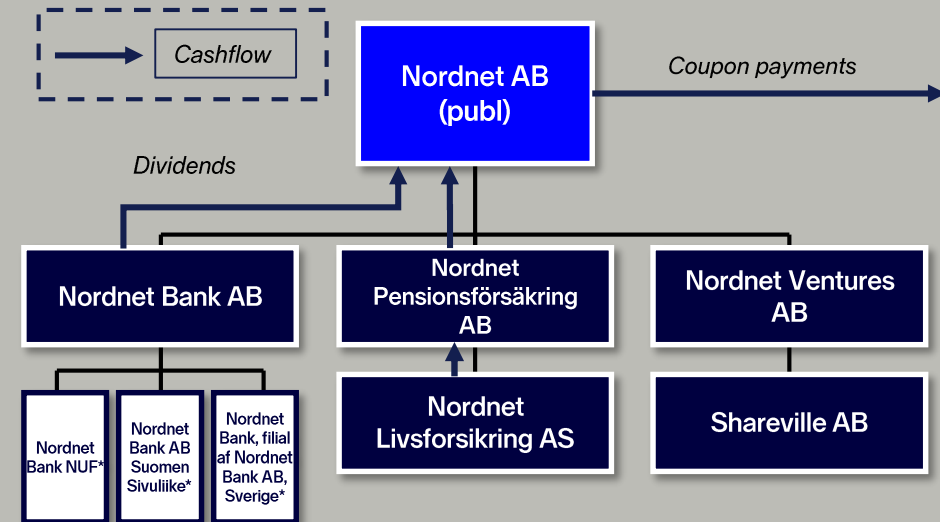 Cashflow
Nordnet AB
(publ)
Coupon payments
Dividends
Nordnet Bank AB
Nordnet
Pensionsförsäkring
AB
Nordnet Ventures
AB
Nordnet
Bank NUF*
Nordnet
Bank AB
Suomen
Sivuliike*
Nordnet
Bank, filial
af Nordnet
Bank AB,
Sverige*
Nordnet
Livsforsikring AS
Shareville AB